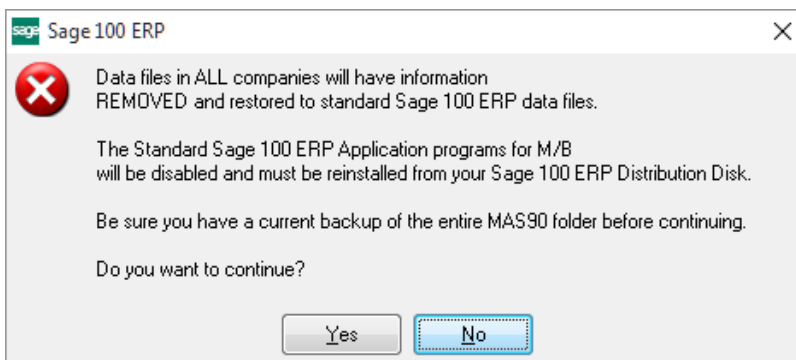 sage Sage 100 ERP
Data files in ALL companies will have information
REMOVED and restored to standard Sage 100 ERP data files.
The Standard Sage 100 ERP Application programs for M/B
will be disabled and must be reinstalled from your Sage 100 ERP Distribution Disk.
Be sure you have a current backup of the entire MAS90 folder before continuing.
Do you want to continue?
Yes No